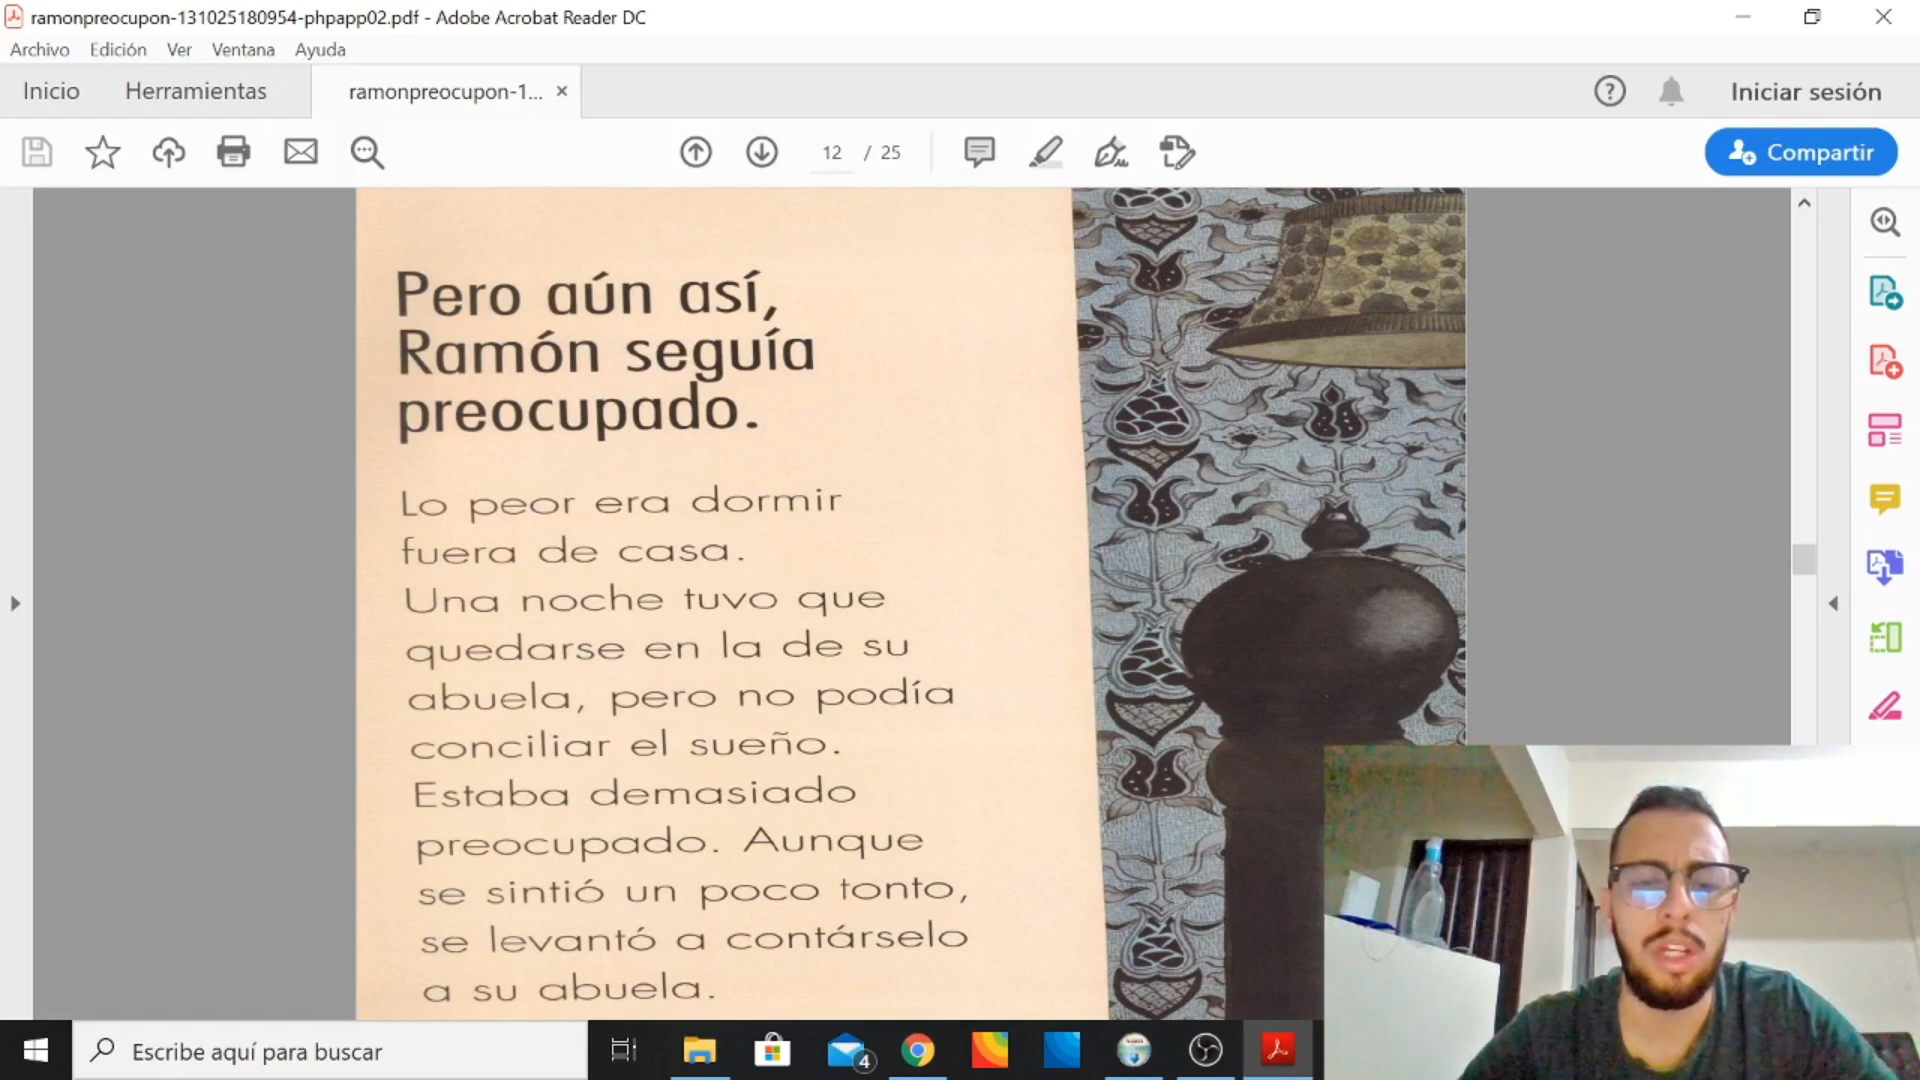 ramonpreocupon-131025180954-phpapp02.pdf - Adobe Acrobat Reader DC
Archivo Edición Ver Ventana Ayuda
Inicio Herramientas ramonpreocupon-1... × Iniciar sesión
12 / 25 Compartir
Pero aún así,
Ramón seguía
preocupado.
Lo peor era dormir
fuera de casa.
Una noche tuvo que
quedarse en la de su
abuela, pero no podía
conciliar el sueño.
Estaba demasiado
preocupado. Aunque
se sintió un poco tonto,
se levantó a contárselo
a su abuela.
Escribe aquí para buscar
4